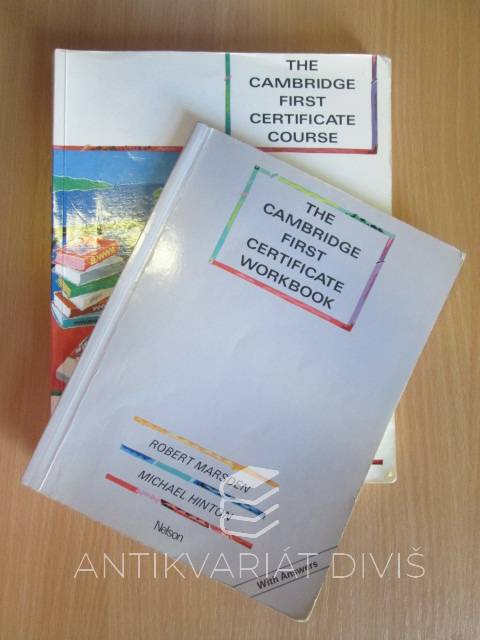 THE
CAMBRIDGE
FIRST
CERTIFICATE
COURSE
THE
CAMBRIDGE
FIRST
CERTIFICATE
WORKBOOK
ROBERT MARSDEN
MICHAEL HINTON
Nelson
With Answers
ANTIKVARIÁT DIVIŠ